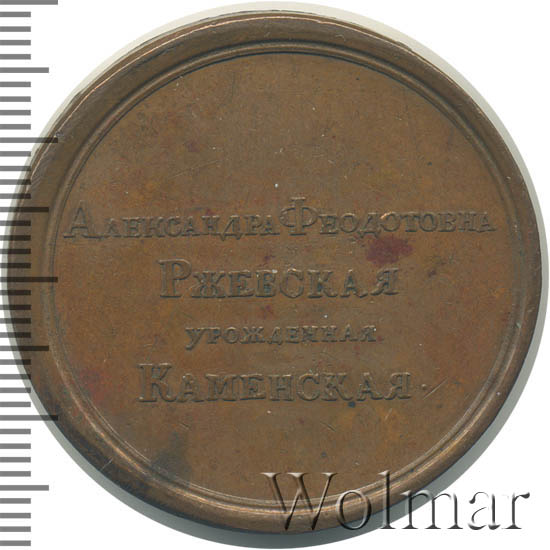 Александра Феодотовна
Ржевская
урожденная
Каменская.
Wolmar